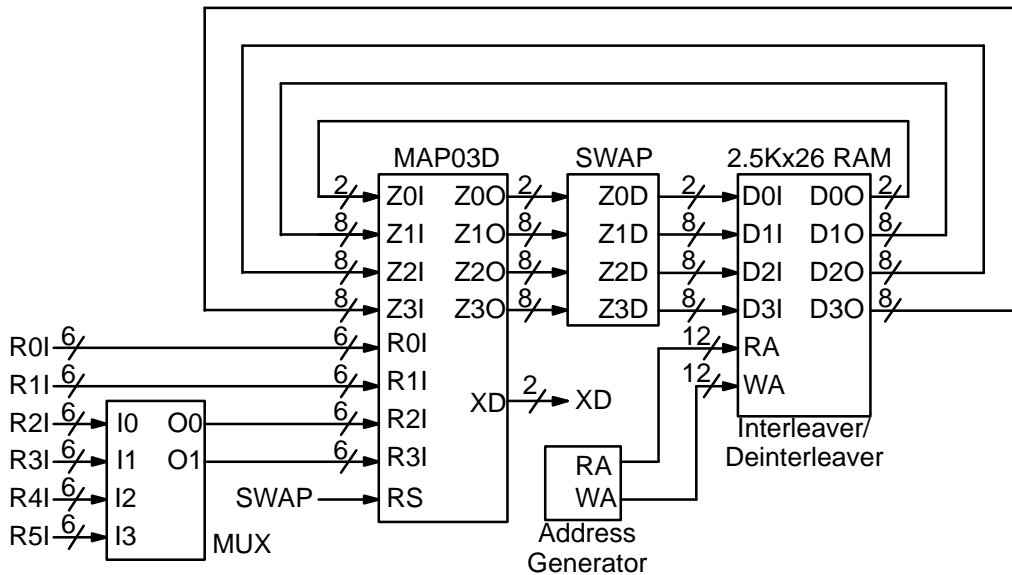 MAP03D SWAP 2.5Kx26 RAM
2 Z0I Z0O 2 Z0D 2 D0I D0O 2
8 Z1I Z1O 8 Z1D 8 D1I D1O 8
8 Z2I Z2O 8 Z2D 8 D2I D2O 8
8 Z3I Z3O 8 Z3D 8 D3I D3O 8
R0I 6 6 R0I 12 RA
R1I 6 6 R1I 12 WA
XD 2 XD
R2I 6 I0 O0 6 R2I
R3I 6 I1 O1 6 R3I
R4I 6 I2 SWAP RS
R5I 6 I3 MUX
Interleaver/
Deinterleaver
RA
WA
Address
Generator